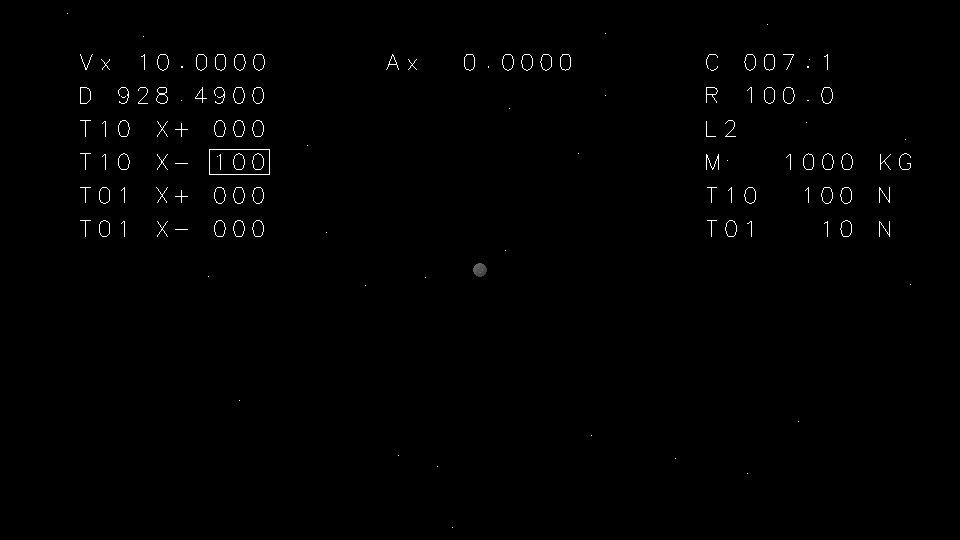 Vx 10.0000
D 928.4900
T10 X+ 000
T10 X- 100
T01 X+ 000
T01 X- 000
Ax 0.0000
C 007.1
R 100.0
L2
M 1000 KG
T10 100 N
T01 10 N